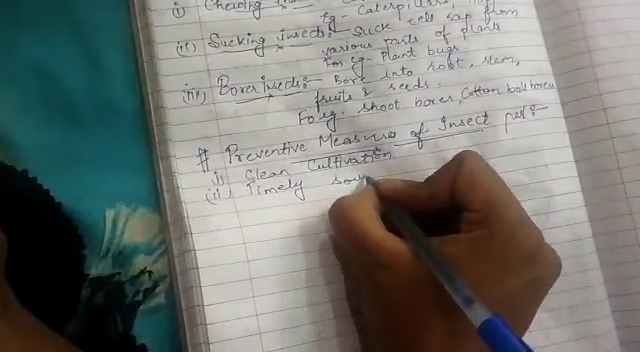 (i) Chewing
Eg - Caterpillars,
(ii) Sucking insects:- Suck cell sap from
various parts of plants
For eg - Plant bugs.
(iii) Borer insects:- Bore into root, stem,
fruits & seeds.
For eg. shoot borer, Cotton boll borer
# Preventive Measures of Insect pest:-
(i) Clean Cultivation
(ii) Timely sow